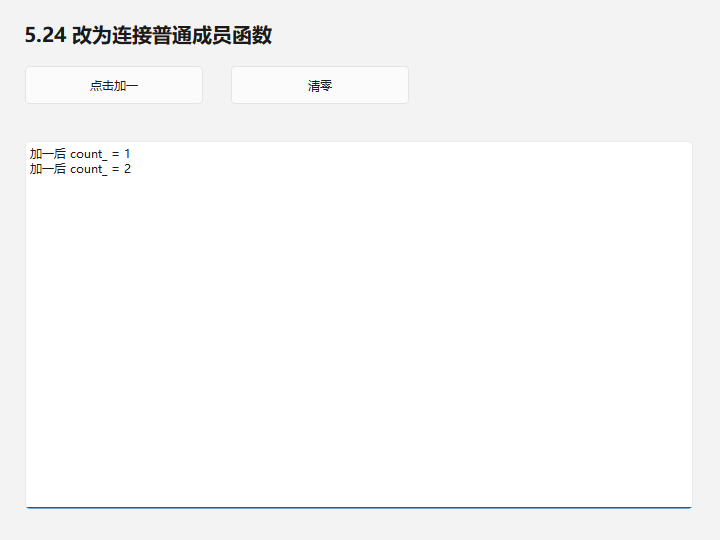 5.24 改为连接普通成员函数
点击加一
清零
加一后 count_ = 1
加一后 count_ = 2